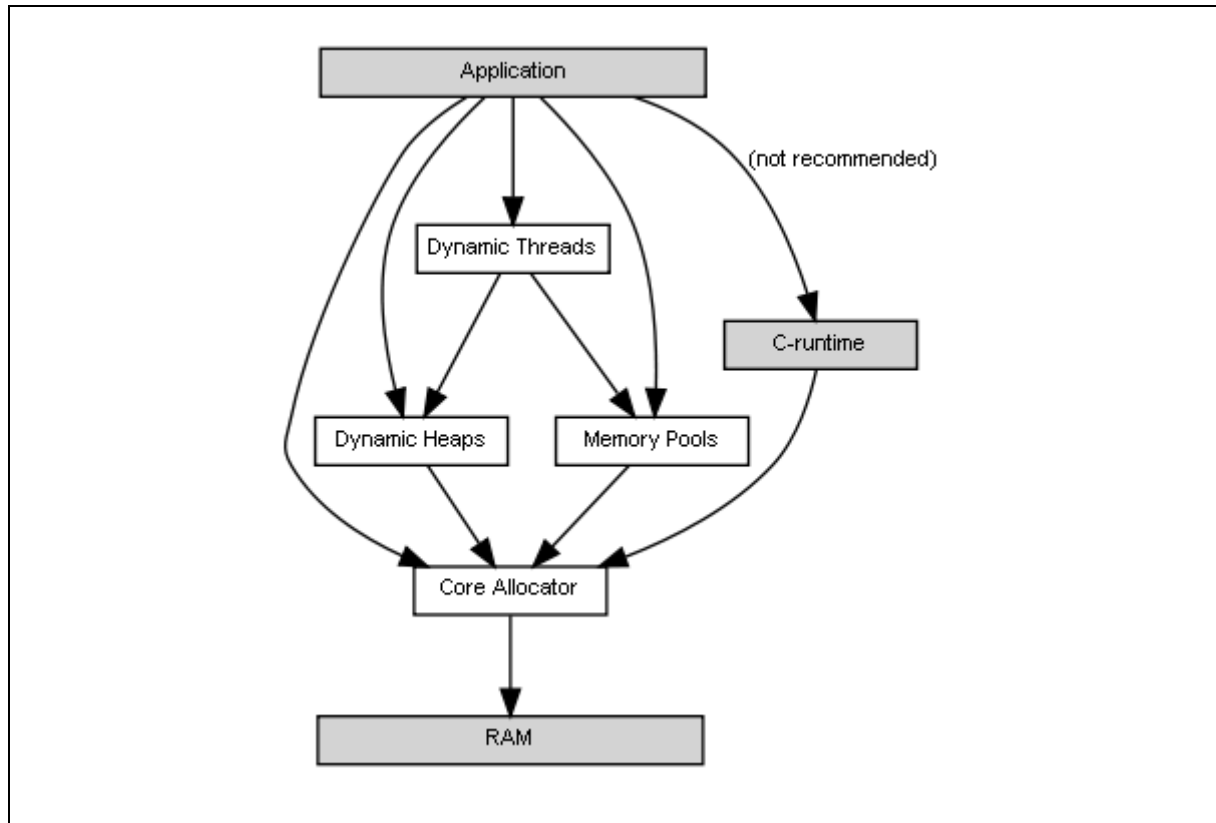 Application
(not recommended)
Dynamic Threads
C-runtime
Dynamic Heaps
Memory Pools
Core Allocator
RAM